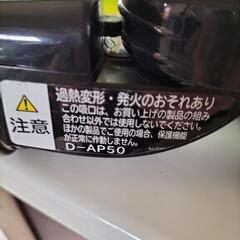 過熱変形・発火のおそれあり
この吸口は、お買い上げの製品の組み
合わせ以外では使用しないでください。
ほかの製品でご使用の場合、保護機能
が正常に作動しません。
注意
D-AP50